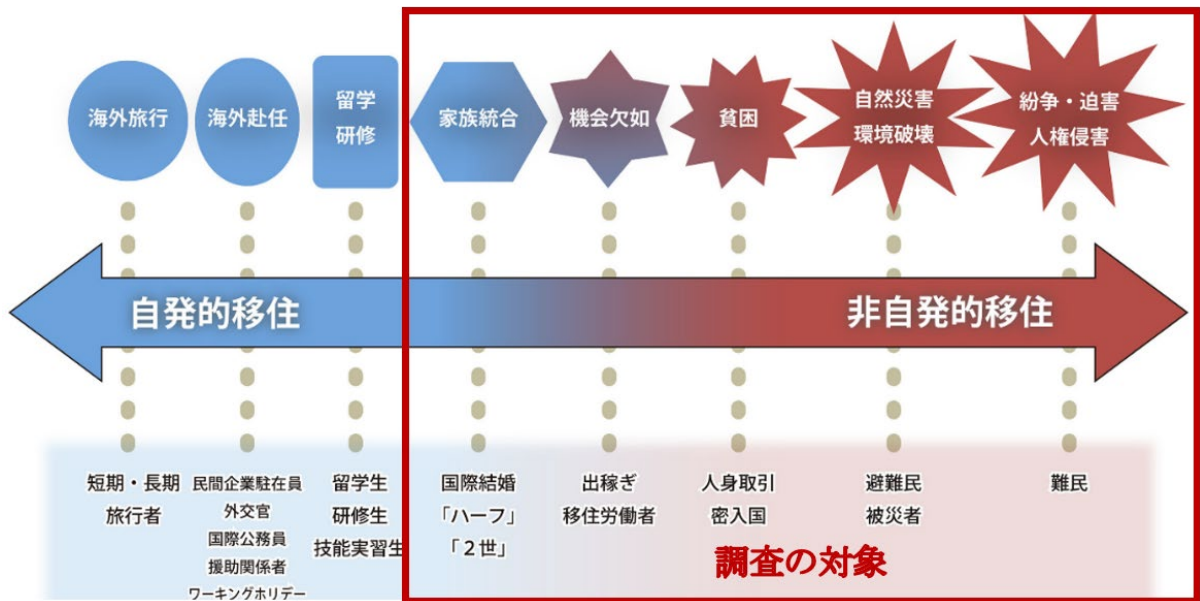 海外旅行
海外赴任
留学
研修
家族統合
機会欠如
貧困
自然災害
環境破壊
紛争・迫害
人権侵害
自発的移住
非自発的移住
短期・長期
旅行者
民間企業駐在員
外交官
国際公務員
援助関係者
ワーキングホリデー
留学生
研修生
技能実習生
国際結婚
「ハーフ」
「2世」
出稼ぎ
移住労働者
人身取引
密入国
避難民
被災者
難民
調査の対象